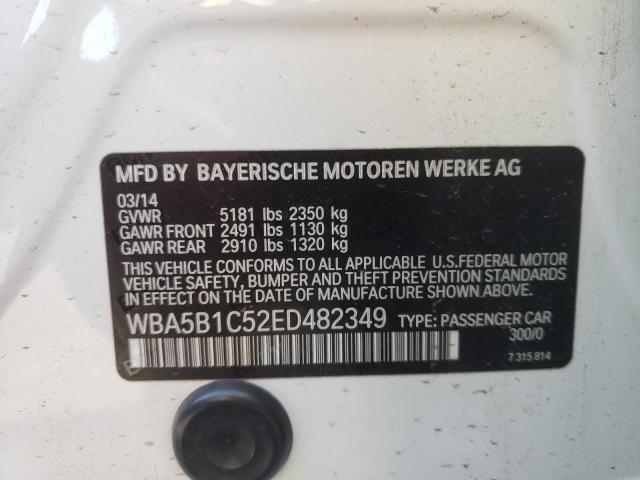 MFD BY BAYERISCHE MOTOREN WERKE AG
03/14
GVWR 5181 lbs 2350 kg
GAWR FRONT 2491 lbs 1130 kg
GAWR REAR 2910 lbs 1320 kg
THIS VEHICLE CONFORMS TO ALL APPLICABLE U.S.FEDERAL MOTOR
VEHICLE SAFETY, BUMPER AND THEFT PREVENTION STANDARDS
IN EFFECT ON THE DATE OF MANUFACTURE SHOWN ABOVE.
WBA5B1C52ED482349 TYPE: PASSENGER CAR
300/0
7 315 814